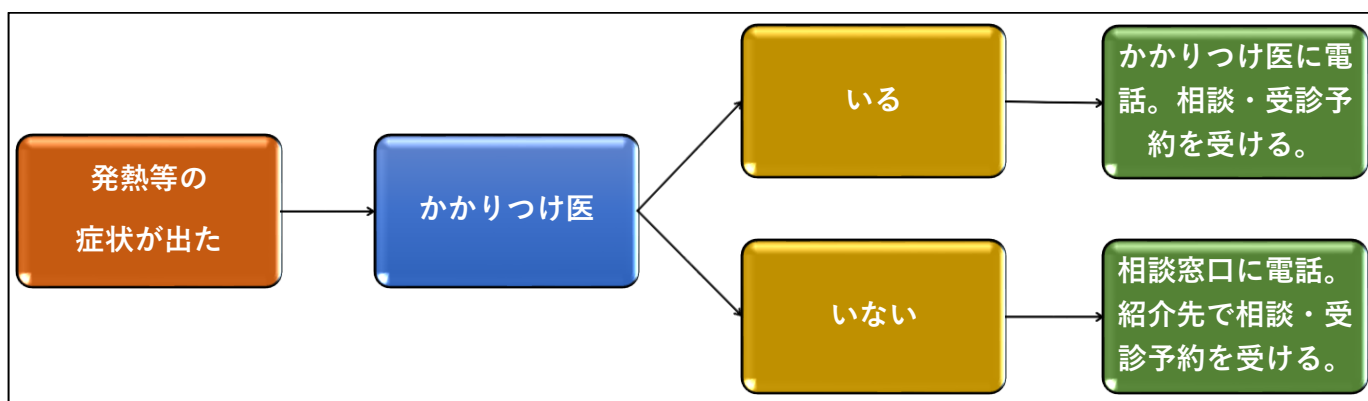 発熱等の
症状が出た
かかりつけ医
いる
かかりつけ医に電
話。相談・受診予
約を受ける。
いない
相談窓口に電話。
紹介先で相談・受
診予約を受ける。